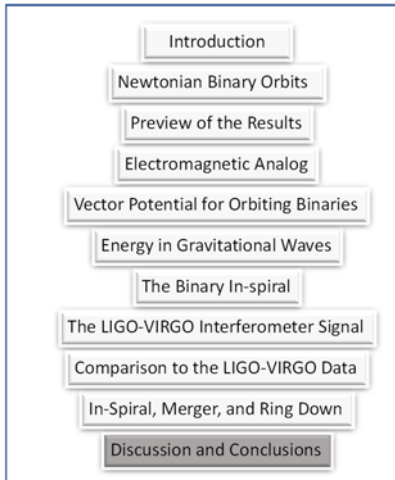 Introduction
Newtonian Binary Orbits
Preview of the Results
Electromagnetic Analog
Vector Potential for Orbiting Binaries
Energy in Gravitational Waves
The Binary In-spiral
The LIGO-VIRGO Interferometer Signal
Comparison to the LIGO-VIRGO Data
In-Spiral, Merger, and Ring Down
Discussion and Conclusions